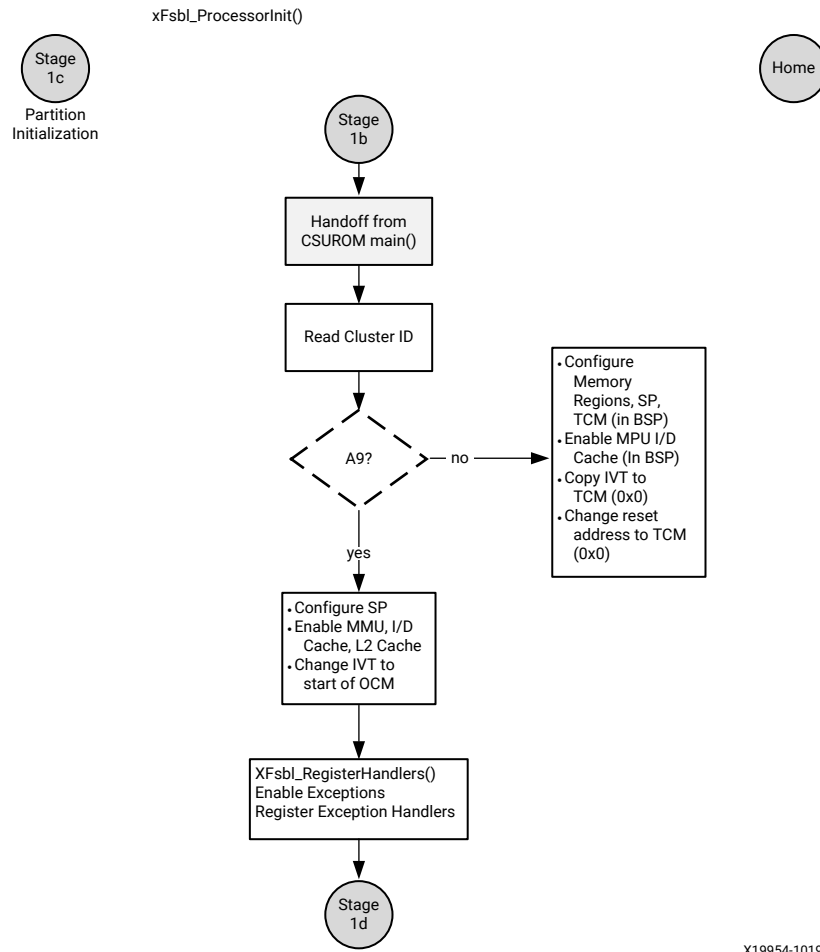 xFsbl_ProcessorInit()
Stage
1c
Partition
Initialization
Home
Stage
1b
Handoff from
CSUROM main()
Read Cluster ID
A9?
no
• Configure
Memory
Regions, SP,
TCM (in BSP)
• Enable MPU I/D
Cache (In BSP)
• Copy IVT to
TCM (0x0)
• Change reset
address to TCM
(0x0)
yes
• Configure SP
• Enable MMU, I/D
Cache, L2 Cache
• Change IVT to
start of OCM
XFsbl_RegisterHandlers()
Enable Exceptions
Register Exception Handlers
Stage
1d
X19954-1019